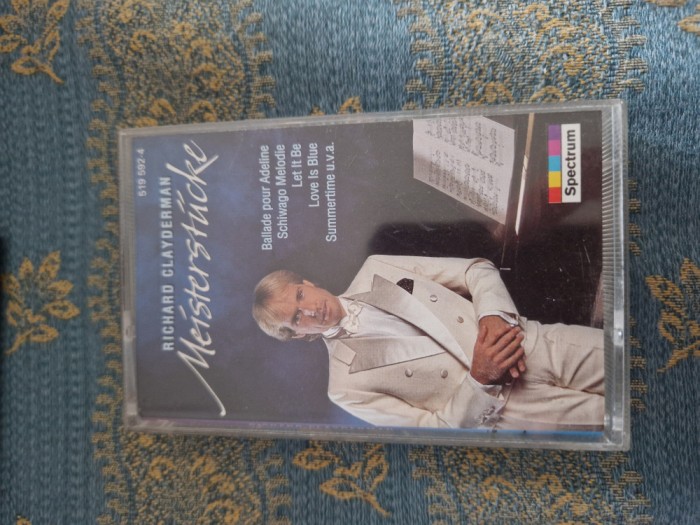 519 592-4
RICHARD CLAYDERMAN
Meisterstücke
Ballade pour Adeline
Schiwago Melodie
Let It Be
Love Is Blue
Summertime u.v.a.
Spectrum